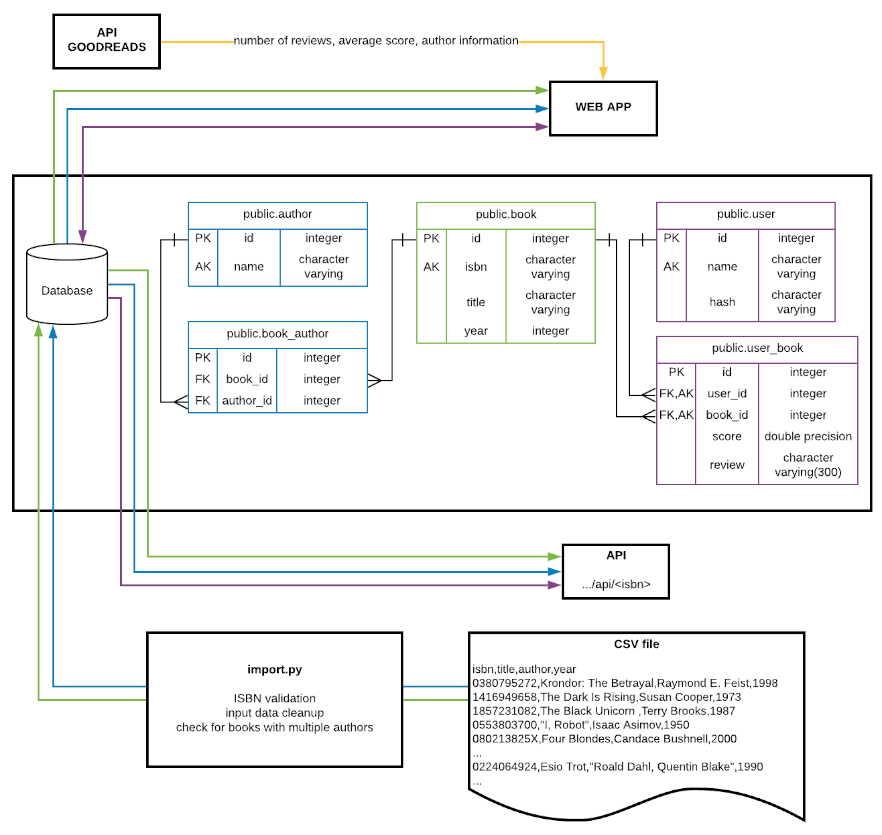 API
GOODREADS
number of reviews, average score, author information
WEB APP
Database
public.author
PK id integer
AK name character
varying
public.book_author
PK id integer
FK book_id integer
FK author_id integer
public.book
PK id integer
AK isbn character
varying
title character
varying
year integer
public.user
PK id integer
AK name character
varying
hash character
varying
public.user_book
PK id integer
FK,AK user_id integer
FK,AK book_id integer
score double precision
review character
varying(300)
API
.../api/<isbn>
import.py
ISBN validation
input data cleanup
check for books with multiple authors
CSV file
isbn,title,author,year
0380795272,Krondor: The Betrayal,Raymond E. Feist,1998
1416949658,The Dark Is Rising,Susan Cooper,1973
1857231082,The Black Unicorn ,Terry Brooks,1987
0553803700,"I, Robot",Isaac Asimov,1950
080213825X,Four Blondes,Candace Bushnell,2000
...
0224064924,Esio Trot,"Roald Dahl, Quentin Blake",1990
...